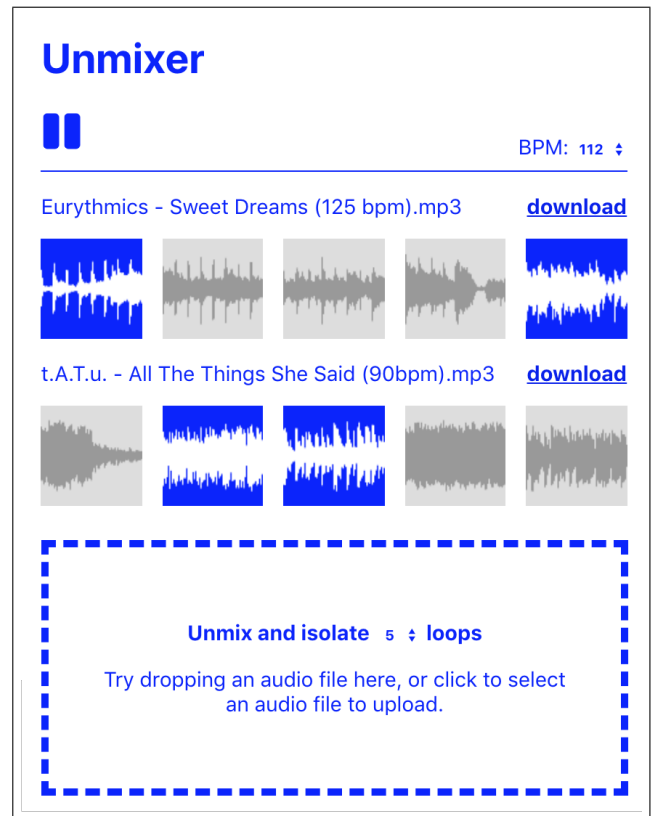 Unmixer
BPM: 112
Eurythmics - Sweet Dreams (125 bpm).mp3 download
t.A.T.u. - All The Things She Said (90bpm).mp3 download
Unmix and isolate 5 loops
Try dropping an audio file here, or click to select
an audio file to upload.